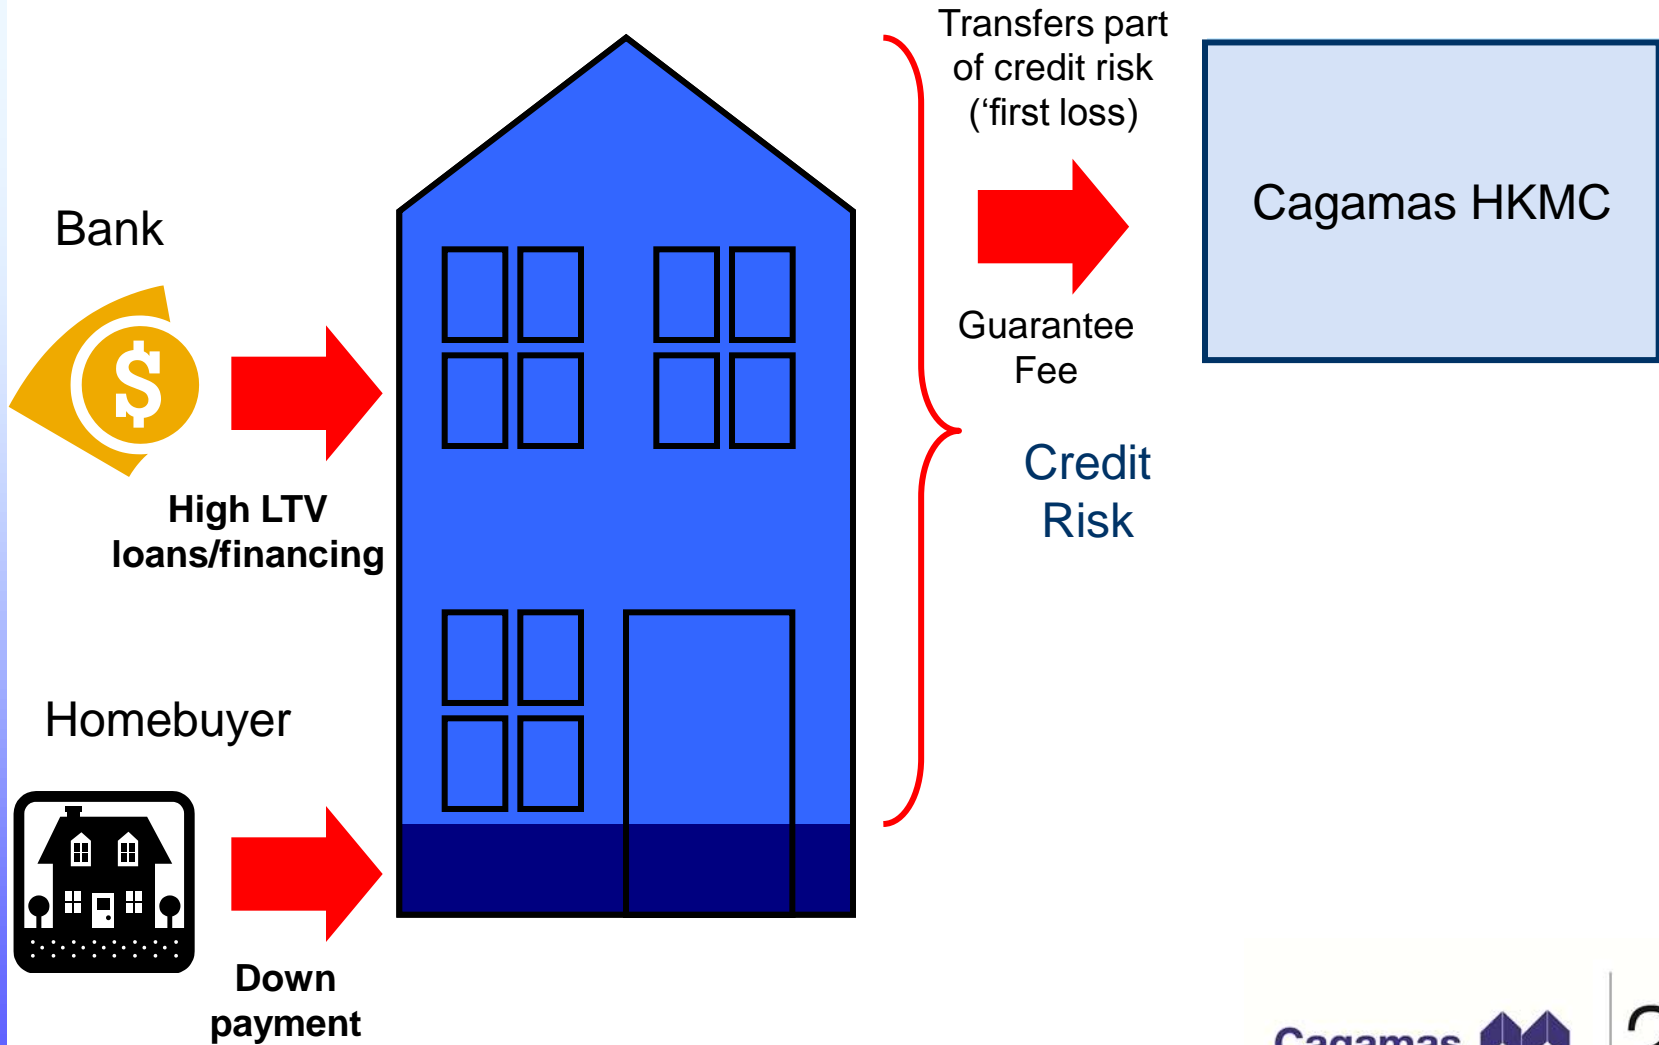 Transfers part
of credit risk
(‘first loss)
Cagamas HKMC
Guarantee
Fee
Credit
Risk
Bank
$
High LTV
loans/financing
Homebuyer
Down
payment
Cagamas